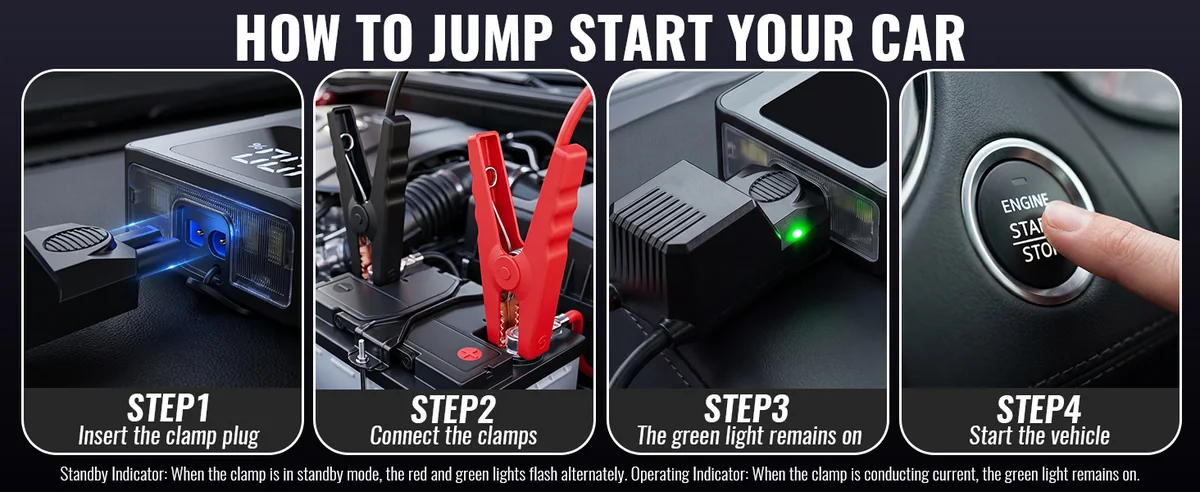 HOW TO JUMP START YOUR CAR
STEP1
Insert the clamp plug
STEP2
Connect the clamps
ENGINE
START
STOP
STEP3
The green light remains on
STEP4
Start the vehicle
Standby Indicator: When the clamp is in standby mode, the red and green lights flash alternately. Operating Indicator: When the clamp is conducting current, the green light remains on.